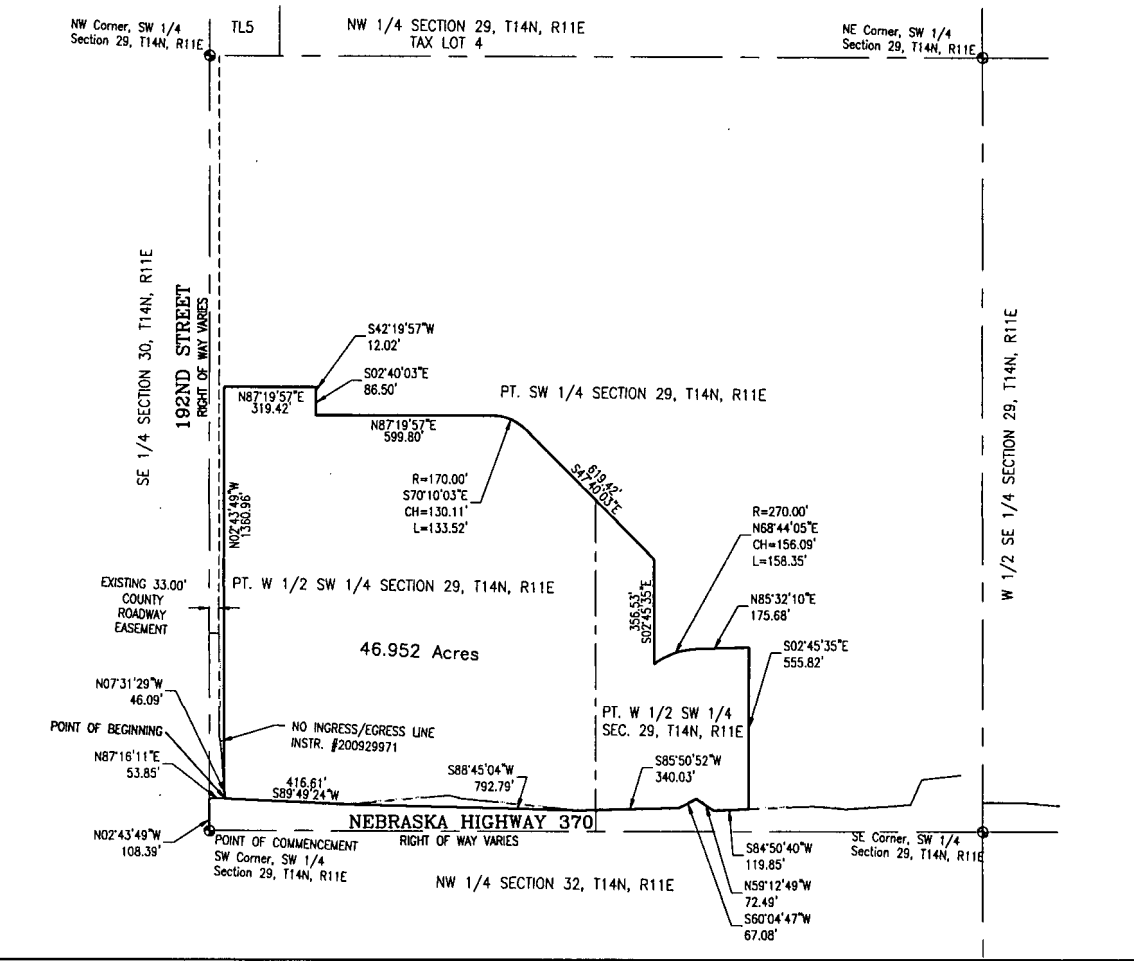 NW Corner, SW 1/4
Section 29, T14N, R11E
TL5
NW 1/4 SECTION 29, T14N, R11E
TAX LOT 4
NE Corner, SW 1/4
Section 29, T14N, R11E
SE 1/4 SECTION 30, T14N, R11E
192ND STREET
RIGHT OF WAY VARIES
S42°19'57"W
12.02'
S02°40'03"E
86.50'
N87°19'57"E
319.42'
PT. SW 1/4 SECTION 29, T14N, R11E
N87°19'57"E
599.80'
R=170.00'
S70°10'03"E
CH=130.11'
L=133.52'
619.42'
S47°40'03"E
N02°43'49"W
1360.96'
R=270.00'
N68°44'05"E
CH=156.09'
L=158.35'
W 1/2 SE 1/4 SECTION 29, T14N, R11E
EXISTING 33.00'
COUNTY
ROADWAY
EASEMENT
PT. W 1/2 SW 1/4 SECTION 29, T14N, R11E
356.53'
S02°45'35"E
N85°32'10"E
175.68'
46.952 Acres
S02°45'35"E
555.82'
N07°31'29"W
46.09'
POINT OF BEGINNING
NO INGRESS/EGRESS LINE
INSTR. #200929971
PT. W 1/2 SW 1/4
SEC. 29, T14N, R11E
N87°16'11"E
53.85'
416.61'
S89°49'24"W
S88°45'04"W
792.79'
S85°50'52"W
340.03'
NEBRASKA HIGHWAY 370
RIGHT OF WAY VARIES
N02°43'49"W
108.39'
POINT OF COMMENCEMENT
SW Corner, SW 1/4
Section 29, T14N, R11E
SE Corner, SW 1/4
Section 29, T14N, R11E
S84°50'40"W
119.85'
NW 1/4 SECTION 32, T14N, R11E
N59°12'49"W
72.49'
S60°04'47"W
67.08'